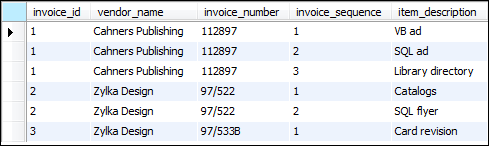 invoice_id vendor_name invoice_number invoice_sequence item_description
1 Cahners Publishing 112897 1 VB ad
1 Cahners Publishing 112897 2 SQL ad
1 Cahners Publishing 112897 3 Library directory
2 Zylka Design 97/522 1 Catalogs
2 Zylka Design 97/522 2 SQL flyer
3 Zylka Design 97/533B 1 Card revision